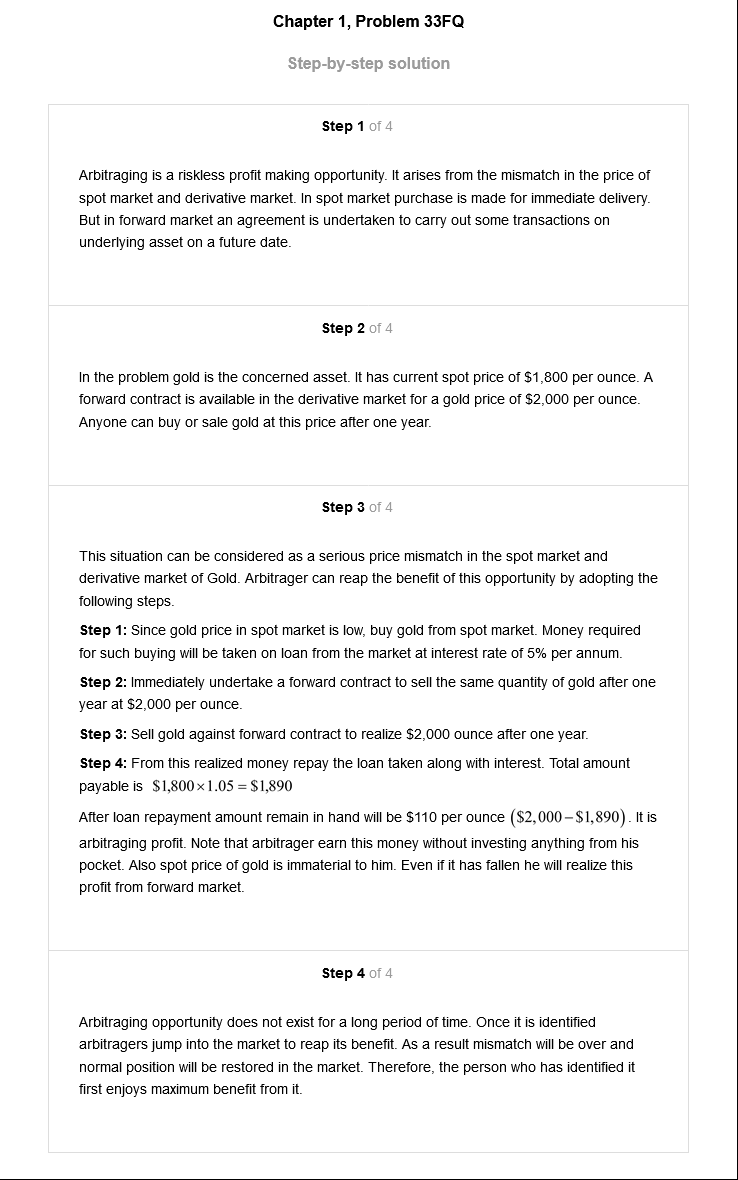 Chapter 1, Problem 33FQ
Step-by-step solution
Step 1 of 4
Arbitraging is a riskless profit making opportunity. It arises from the mismatch in the price of
spot market and derivative market. In spot market purchase is made for immediate delivery.
But in forward market an agreement is undertaken to carry out some transactions on
underlying asset on a future date.
Step 2 of 4
In the problem gold is the concerned asset. It has current spot price of $1,800 per ounce. A
forward contract is available in the derivative market for a gold price of $2,000 per ounce.
Anyone can buy or sale gold at this price after one year.
Step 3 of 4
This situation can be considered as a serious price mismatch in the spot market and
derivative market of Gold. Arbitrager can reap the benefit of this opportunity by adopting the
following steps.
Step 1: Since gold price in spot market is low, buy gold from spot market. Money required
for such buying will be taken on loan from the market at interest rate of 5% per annum.
Step 2: Immediately undertake a forward contract to sell the same quantity of gold after one
year at $2,000 per ounce.
Step 3: Sell gold against forward contract to realize $2,000 ounce after one year.
Step 4: From this realized money repay the loan taken along with interest. Total amount
payable is $1,800×1.05 = $1,890
After loan repayment amount remain in hand will be $110 per ounce ($2,000−$1,890). It is
arbitraging profit. Note that arbitrager earn this money without investing anything from his
pocket. Also spot price of gold is immaterial to him. Even if it has fallen he will realize this
profit from forward market.
Step 4 of 4
Arbitraging opportunity does not exist for a long period of time. Once it is identified
arbitragers jump into the market to reap its benefit. As a result mismatch will be over and
normal position will be restored in the market. Therefore, the person who has identified it
first enjoys maximum benefit from it.